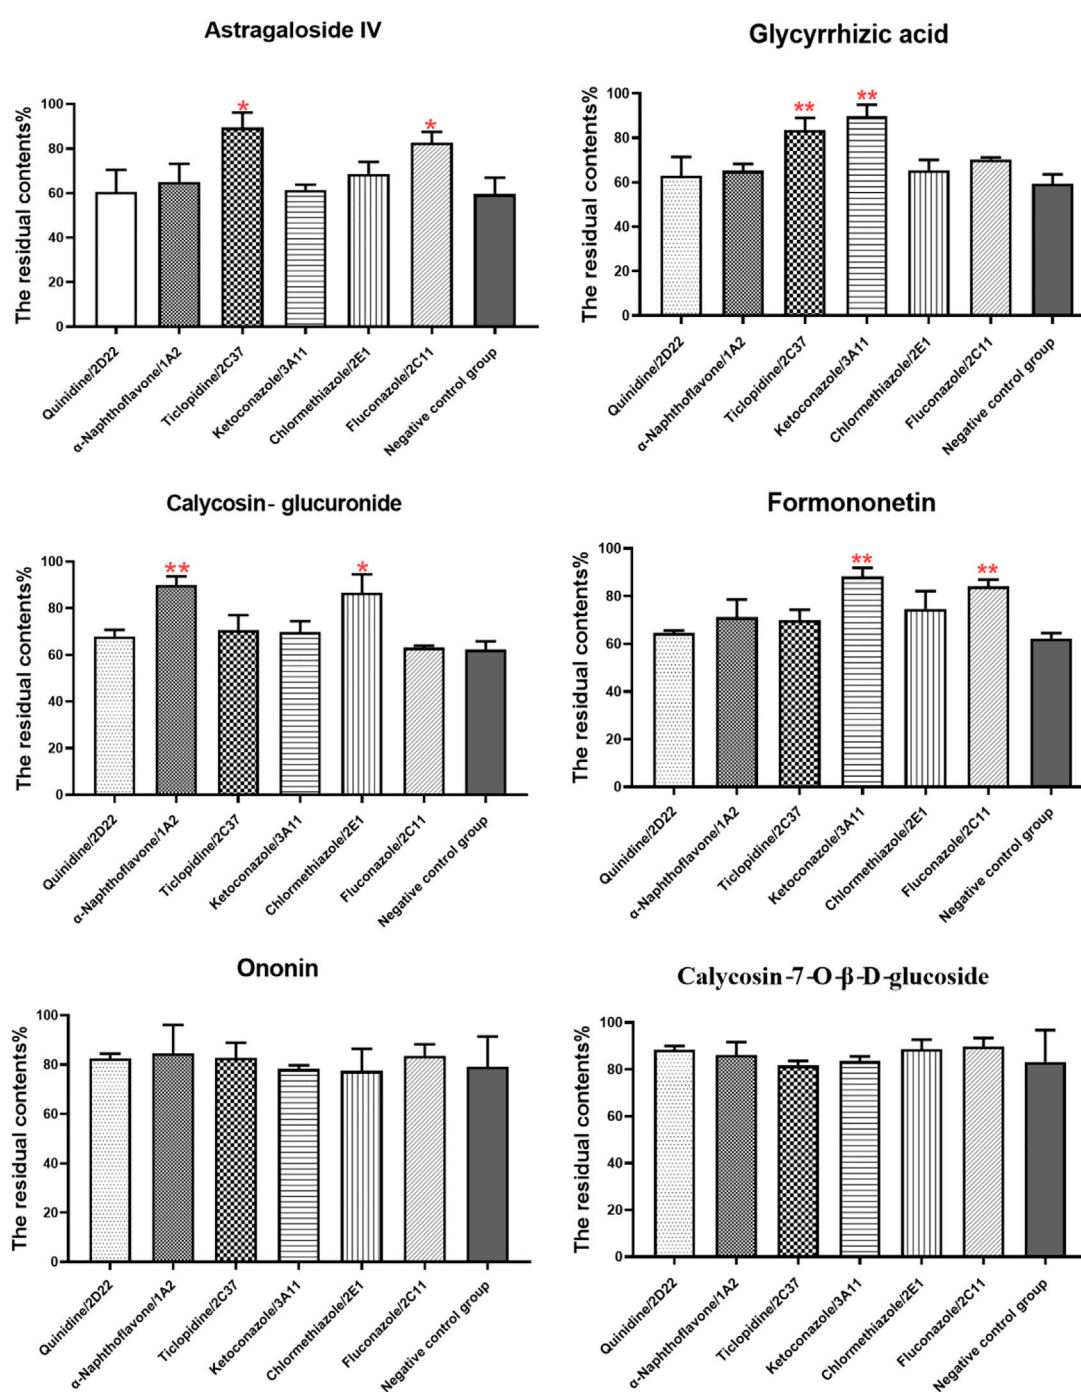 Astragaloside IV
The residual contents%
100
80
60
40
20
0
*
*
Quinidine/2D22
α-Naphthoflavone/1A2
Ticlopidine/2C37
Ketoconazole/3A11
Chlormethiazole/2E1
Fluconazole/2C11
Negative control group
Glycyrrhizic acid
The residual contents%
100
80
60
40
20
0
**
**
Quinidine/2D22
α-Naphthoflavone/1A2
Ticlopidine/2C37
Ketoconazole/3A11
Chlormethiazole/2E1
Fluconazole/2C11
Negative control group
Calycosin- glucuronide
The residual contents%
100
80
60
40
20
0
**
*
Quinidine/2D22
α-Naphthoflavone/1A2
Ticlopidine/2C37
Ketoconazole/3A11
Chlormethiazole/2E1
Fluconazole/2C11
Negative control group
Formononetin
The residual contents%
100
80
60
40
20
0
**
**
Quinidine/2D22
α-Naphthoflavone/1A2
Ticlopidine/2C37
Ketoconazole/3A11
Chlormethiazole/2E1
Fluconazole/2C11
Negative control group
Ononin
The residual contents%
100
80
60
40
20
0
Quinidine/2D22
α-Naphthoflavone/1A2
Ticlopidine/2C37
Ketoconazole/3A11
Chlormethiazole/2E1
Fluconazole/2C11
Negative control group
Calycosin-7-O-β-D-glucoside
The residual contents%
100
80
60
40
20
0
Quinidine/2D22
α-Naphthoflavone/1A2
Ticlopidine/2C37
Ketoconazole/3A11
Chlormethiazole/2E1
Fluconazole/2C11
Negative control group